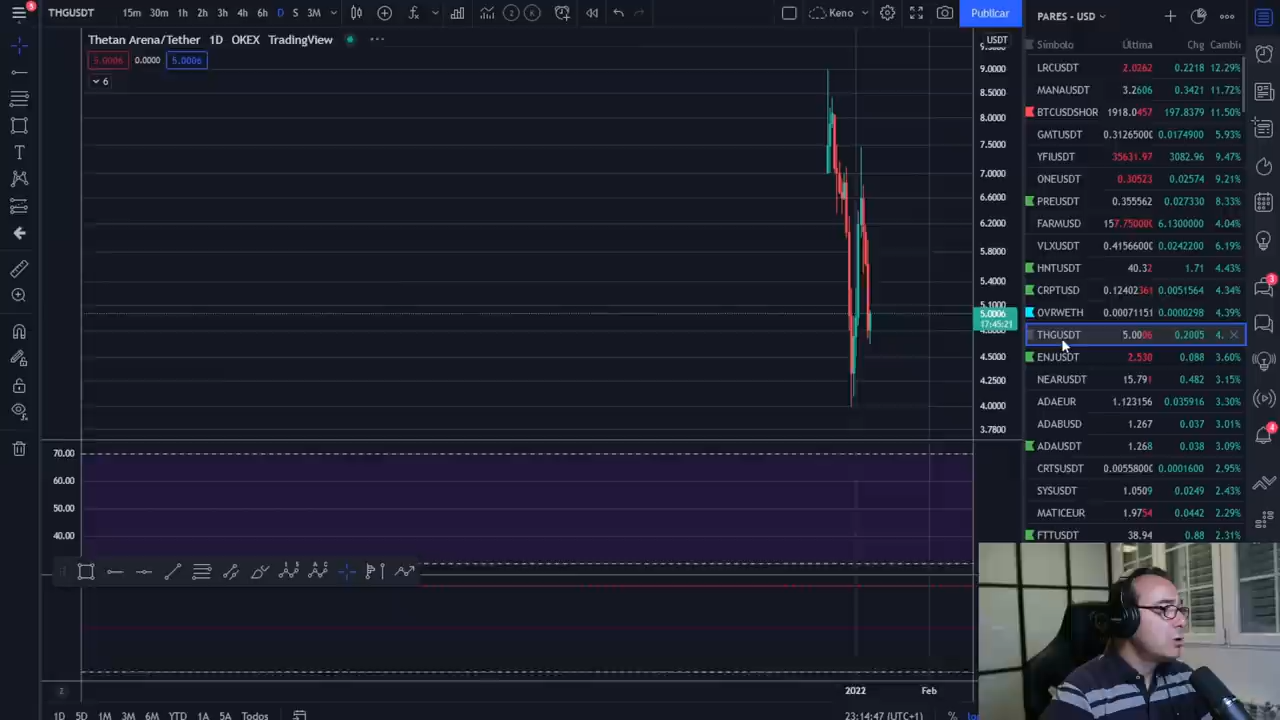 THGUSDT 15m 30m 1h 2h 3h 4h 6h D S 3M Keno Publicar
PARES - USD
Thetan Arena/Tether 1D OKEX TradingView
5.0006 0.0000 5.0006
6
USDT
9.0000
8.5000
8.0000
7.5000
7.0000
6.6000
6.2000
5.8000
5.4000
5.1000
5.0006
17:45:21
4.5000
4.2500
4.0000
3.7800
70.00
60.00
50.00
40.00
2022 Feb
1D 5D 1M 3M 6M YTD 1A 5A Todos
23:14:47 (UTC+1) %
Símbolo Última Chg Cambi
LRCUSDT 2.0262 0.2218 12.29%
MANAUSDT 3.2606 0.3421 11.72%
BTCUSDSHOR 1918.0457 197.8379 11.50%
GMTUSDT 0.3126500 0.0174900 5.93%
YFIUSDT 35631.97 3082.96 9.47%
ONEUSDT 0.30523 0.02574 9.21%
PREUSDT 0.355562 0.027330 8.33%
FARMUSD 157.75000 6.1300000 4.04%
VLXUSDT 0.4156600 0.0242200 6.19%
HNTUSDT 40.32 1.71 4.43%
CRPTUSD 0.12402361 0.0051564 4.34%
OVRWETH 0.00071151 0.0000298 4.39%
THGUSDT 5.0006 0.2005 4.
ENJUSDT 2.530 0.088 3.60%
NEARUSDT 15.791 0.482 3.15%
ADAEUR 1.123156 0.035916 3.30%
ADABUSD 1.267 0.037 3.01%
ADAUSDT 1.268 0.038 3.09%
CRTSUSDT 0.0055800 0.0001600 2.95%
SYSUSDT 1.0509 0.0249 2.43%
MATICEUR 1.9754 0.0442 2.29%
FTTUSDT 38.94 0.88 2.31%